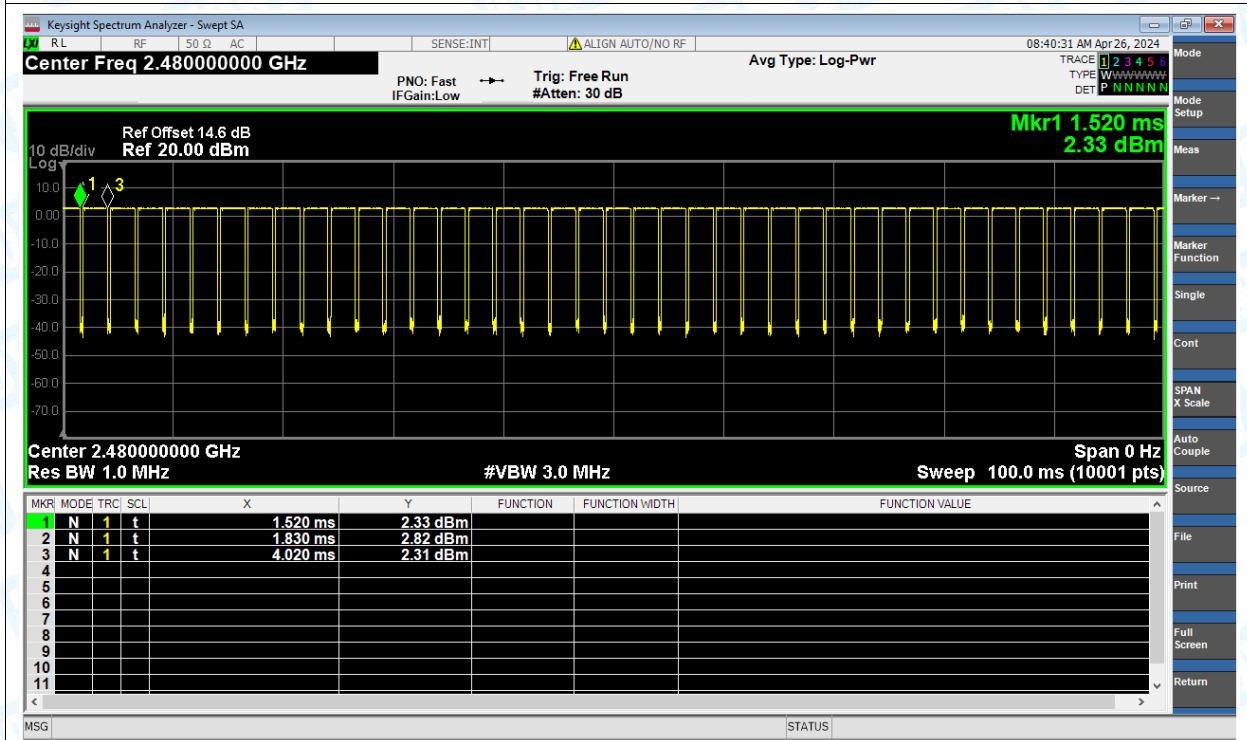 Keysight Spectrum Analyzer - Swept SA
LXI RL RF 50 Ω AC SENSE:INT ALIGN AUTO/NO RF 08:40:31 AM Apr 26, 2024
Center Freq 2.480000000 GHz
PNO: Fast
IFGain:Low
Trig: Free Run
#Atten: 30 dB
Avg Type: Log-Pwr
TRACE 1 2 3 4 5 6
TYPE WWWWWW
DET P N N N N N
Ref Offset 14.6 dB
10 dB/div Ref 20.00 dBm
Log
Mkr1 1.520 ms
2.33 dBm
10.0
0.00
-10.0
-20.0
-30.0
-40.0
-50.0
-60.0
-70.0
1 3
Center 2.480000000 GHz Span 0 Hz
Res BW 1.0 MHz #VBW 3.0 MHz Sweep 100.0 ms (10001 pts)
MKR MODE TRC SCL X Y FUNCTION FUNCTION WIDTH FUNCTION VALUE
1 N 1 t 1.520 ms 2.33 dBm
2 N 1 t 1.830 ms 2.82 dBm
3 N 1 t 4.020 ms 2.31 dBm
4
5
6
7
8
9
10
11
MSG STATUS
Mode
Mode
Setup
Meas
Marker →
Marker
Function
Single
Cont
SPAN
X Scale
Auto
Couple
Source
File
Print
Full
Screen
Return